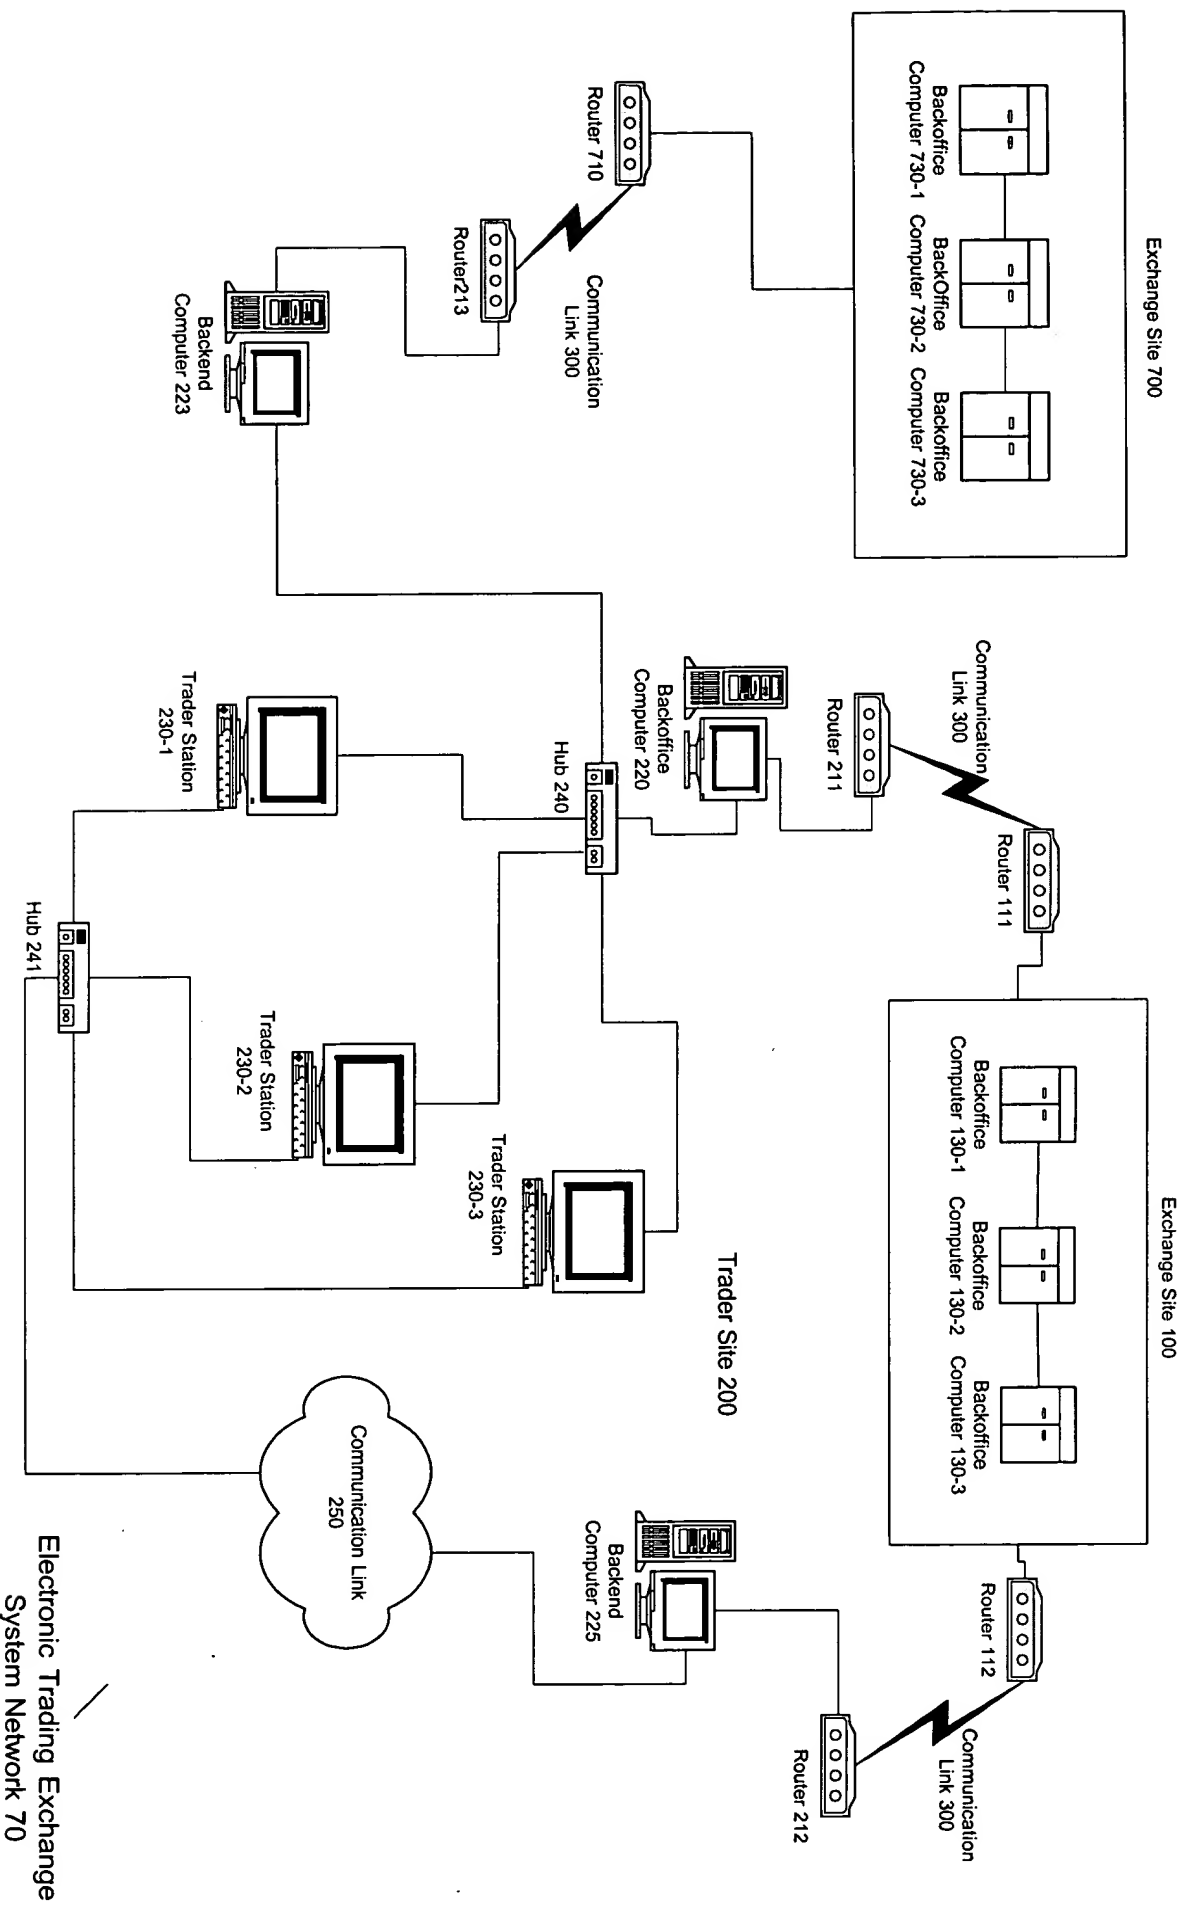 Exchange Site 700
Backoffice
Computer 730-1
BackOffice
Computer 730-2
Backoffice
Computer 730-3
Exchange Site 100
Backoffice
Computer 130-1
Backoffice
Computer 130-2
Backoffice
Computer 130-3
Router 710
Communication
Link 300
Router213
Backend
Computer 223
Communication
Link 300
Router 111
Router 211
Backoffice
Computer 220
Router 112
Communication
Link 300
Router 212
Backend
Computer 225
Trader Site 200
Hub 240
Trader Station
230-1
Trader Station
230-2
Trader Station
230-3
Hub 241
Communication Link
250
Electronic Trading Exchange
System Network 70